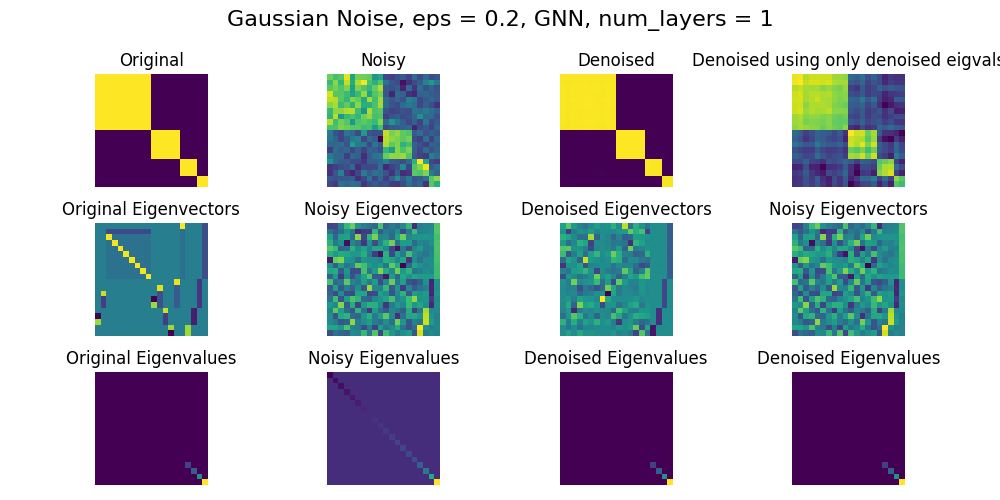 Gaussian Noise, eps = 0.2, GNN, num_layers = 1
Original
Noisy
Denoised
Denoised using only denoised eigvals
Original Eigenvectors
Noisy Eigenvectors
Denoised Eigenvectors
Noisy Eigenvectors
Original Eigenvalues
Noisy Eigenvalues
Denoised Eigenvalues
Denoised Eigenvalues